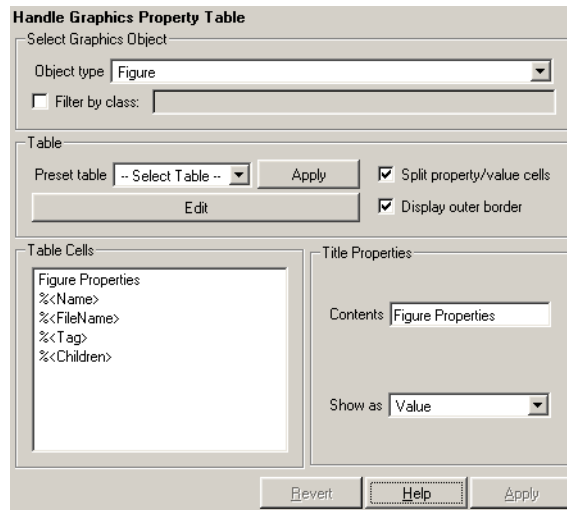 Handle Graphics Property Table
Select Graphics Object
Object type Figure
Filter by class:
Table
Preset table -- Select Table -- Apply Split property/value cells
Edit Display outer border
Table Cells
Figure Properties
%<Name>
%<FileName>
%<Tag>
%<Children>
Title Properties
Contents Figure Properties
Show as Value
Revert Help Apply